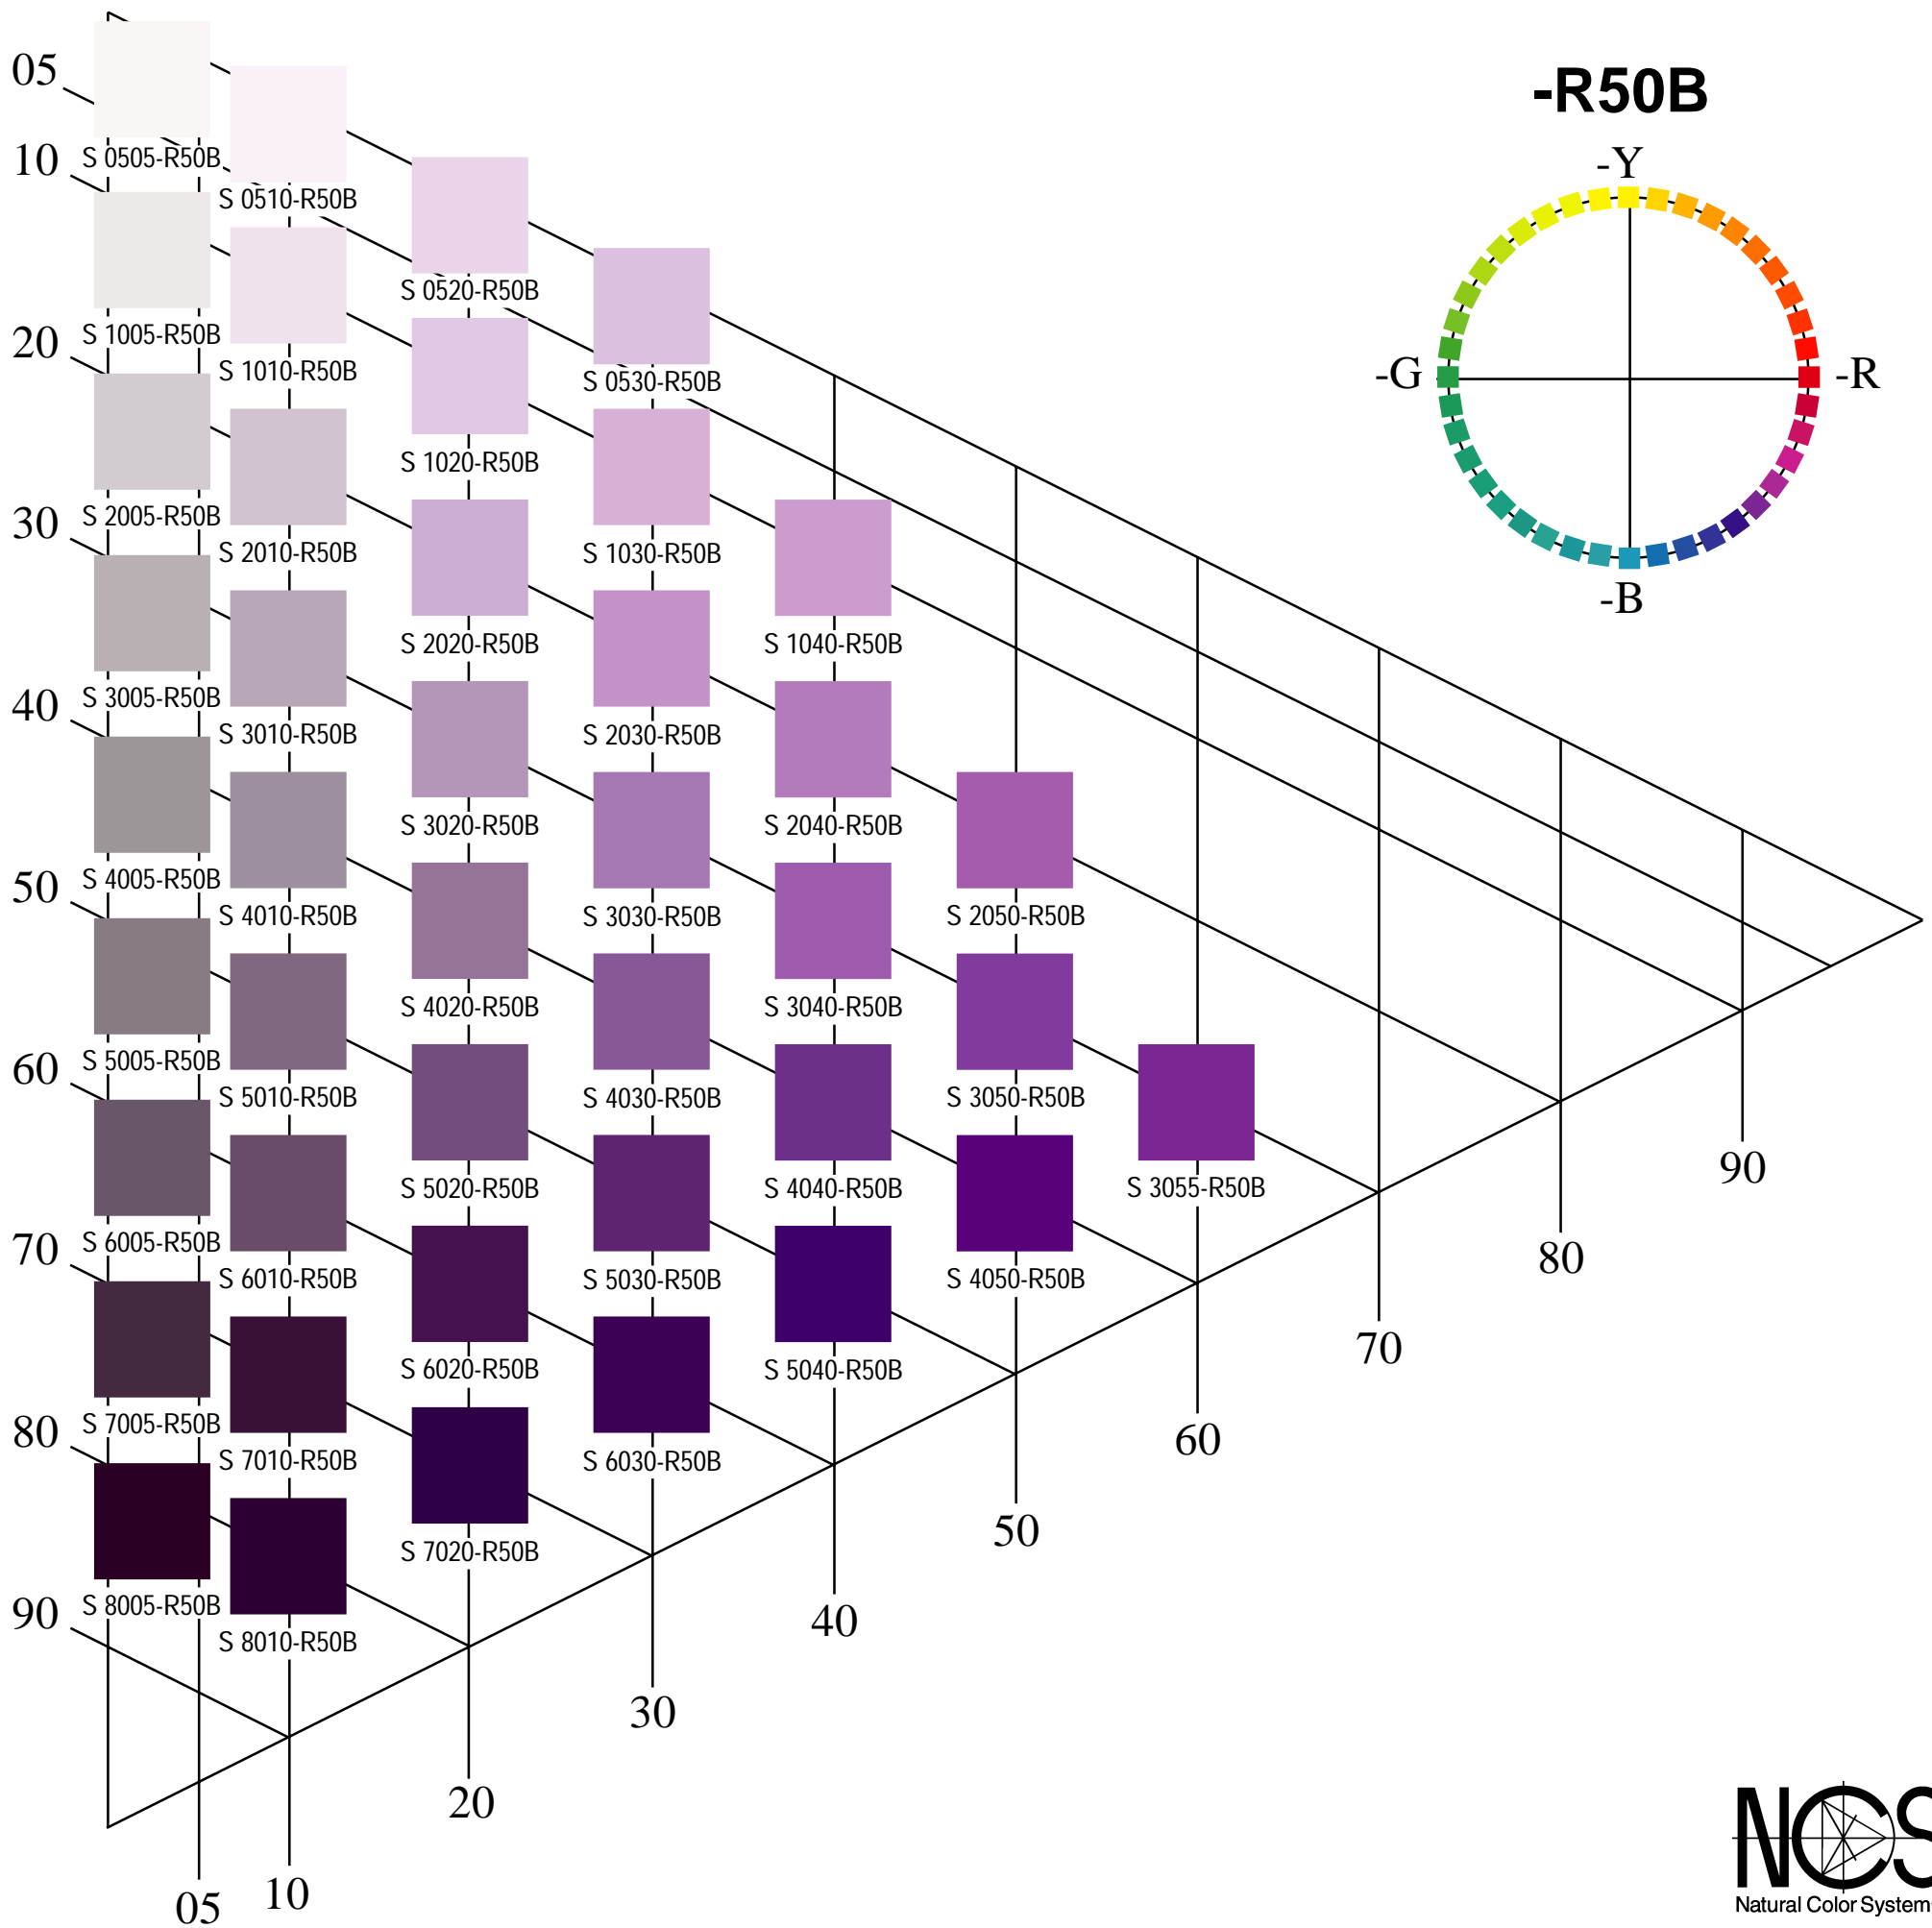 -R50B
-Y
-G
-R
-B
05
10
20
30
40
50
60
70
80
90
S 0505-R50B
S 1005-R50B
S 2005-R50B
S 3005-R50B
S 4005-R50B
S 5005-R50B
S 6005-R50B
S 7005-R50B
S 8005-R50B
S 0510-R50B
S 1010-R50B
S 2010-R50B
S 3010-R50B
S 4010-R50B
S 5010-R50B
S 6010-R50B
S 7010-R50B
S 8010-R50B
S 0520-R50B
S 1020-R50B
S 2020-R50B
S 3020-R50B
S 4020-R50B
S 5020-R50B
S 6020-R50B
S 7020-R50B
S 0530-R50B
S 1030-R50B
S 2030-R50B
S 3030-R50B
S 4030-R50B
S 5030-R50B
S 6030-R50B
S 1040-R50B
S 2040-R50B
S 3040-R50B
S 4040-R50B
S 5040-R50B
S 2050-R50B
S 3050-R50B
S 4050-R50B
S 3055-R50B
05
10
20
30
40
50
60
70
80
90
NCS
Natural Color System